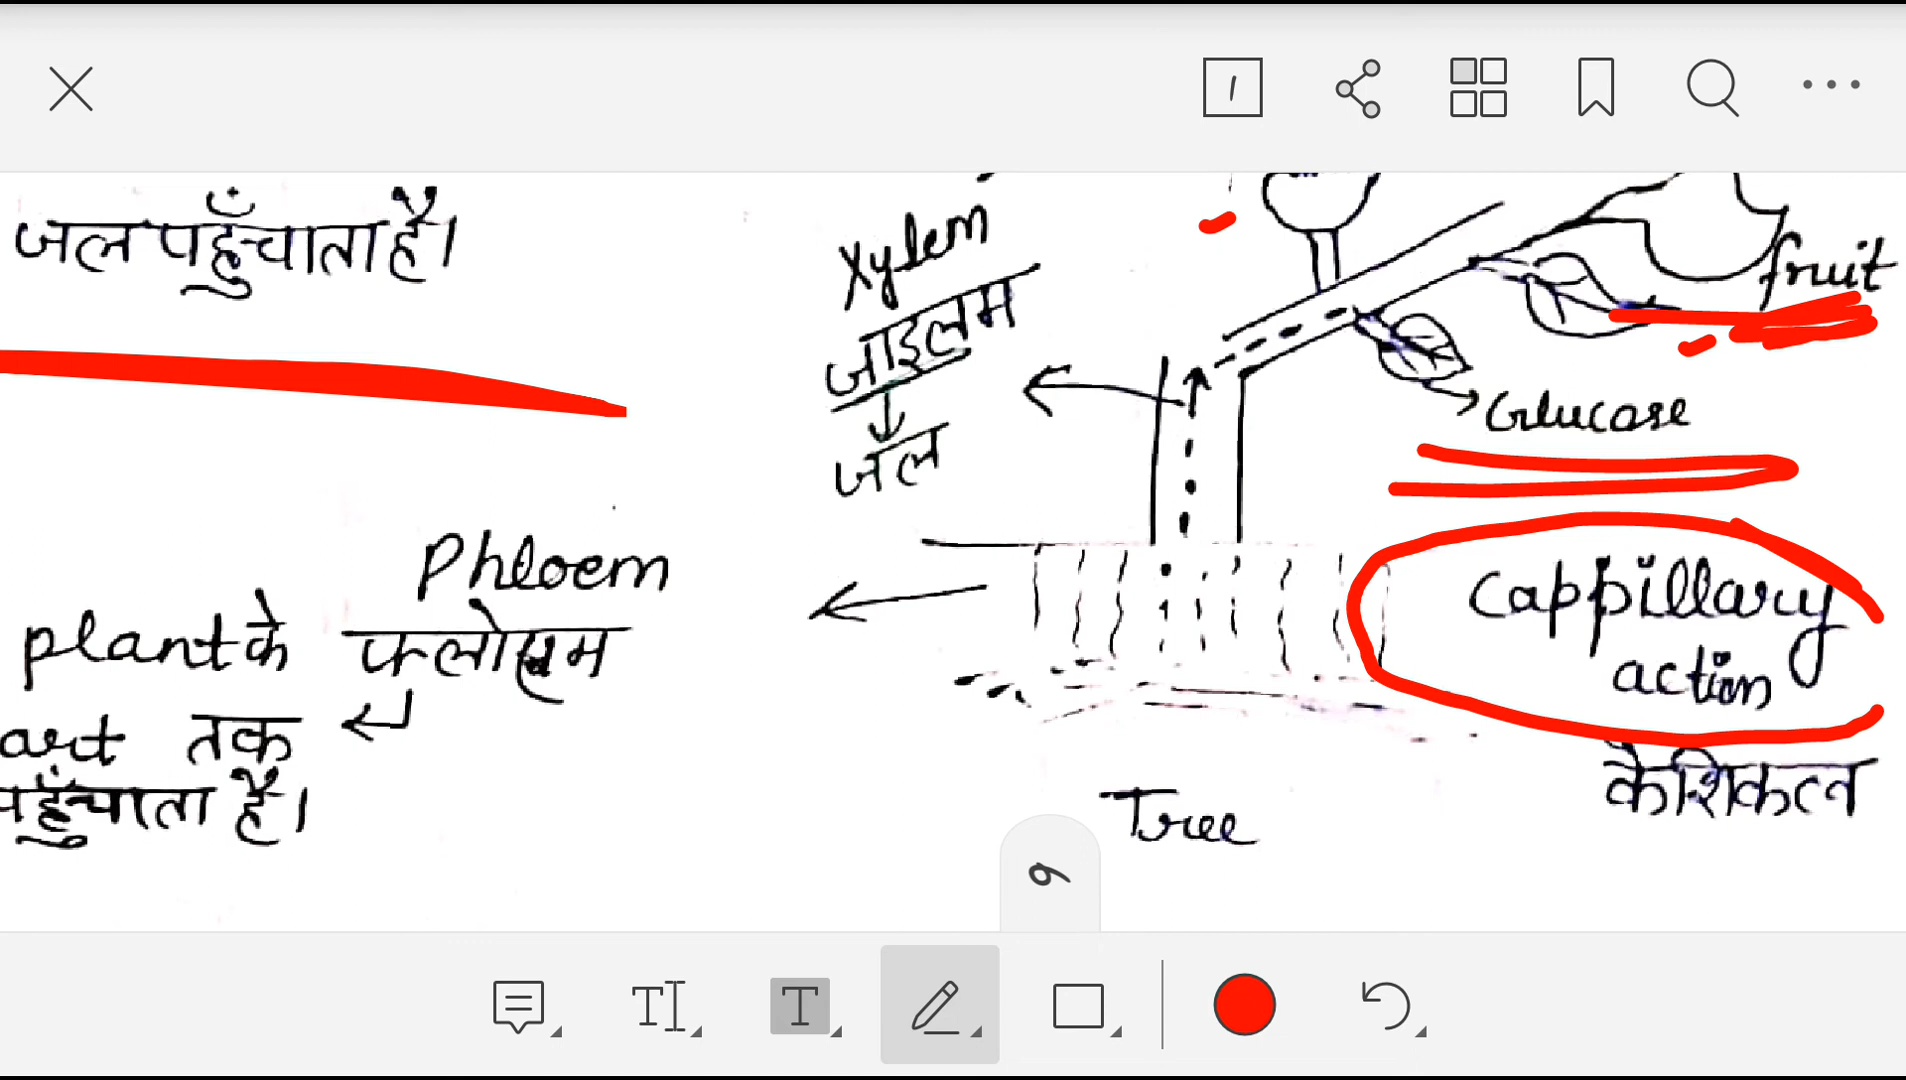 जल पहुँचाता है।
Xylem
जाइलम
जल
fruit
Glucose
Phloem
plant के फ्लोएम
art तक
पहुँचाता है।
Cappillary
action
केशिकत्व
Tree